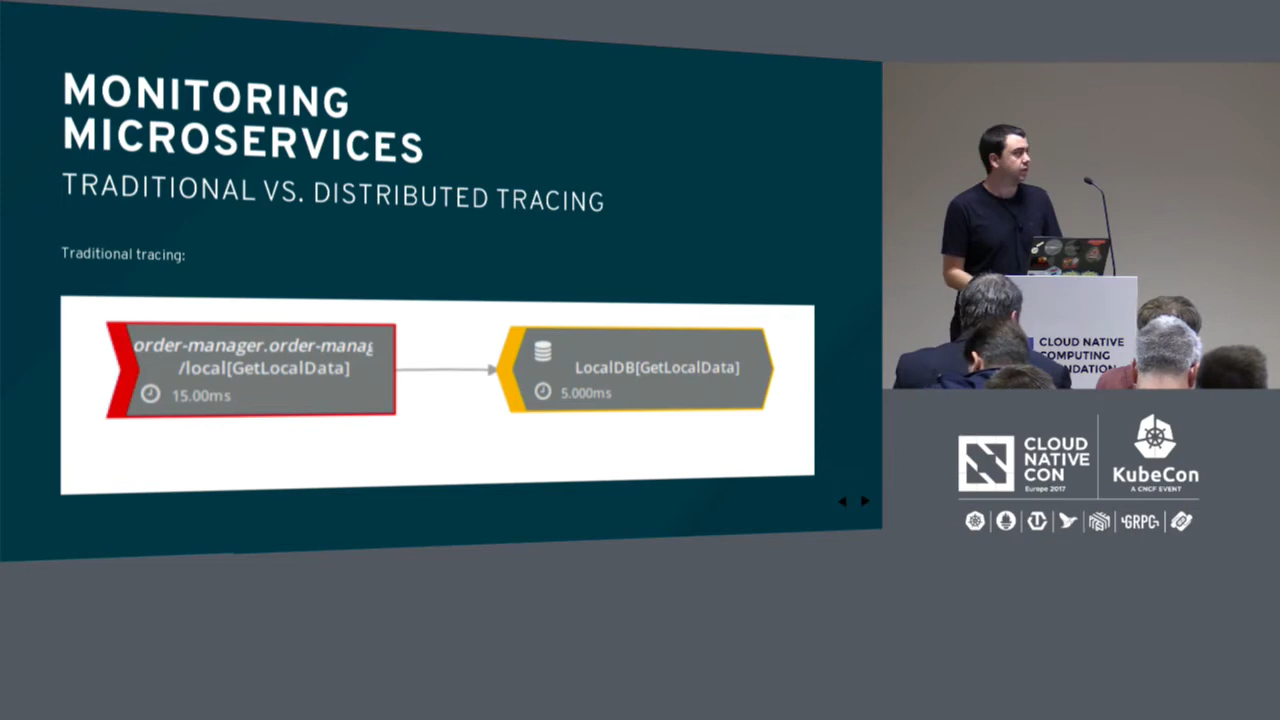 MONITORING
MICROSERVICES
TRADITIONAL VS. DISTRIBUTED TRACING
Traditional tracing:
order-manager.order-manag
/local[GetLocalData]
15.00ms
LocalDB[GetLocalData]
5.000ms
CLOUD NATIVE
COMPUTING
CLOUD
NATIVE
CON
Europe 2017
KubeCon
A CNCF EVENT
GRPC